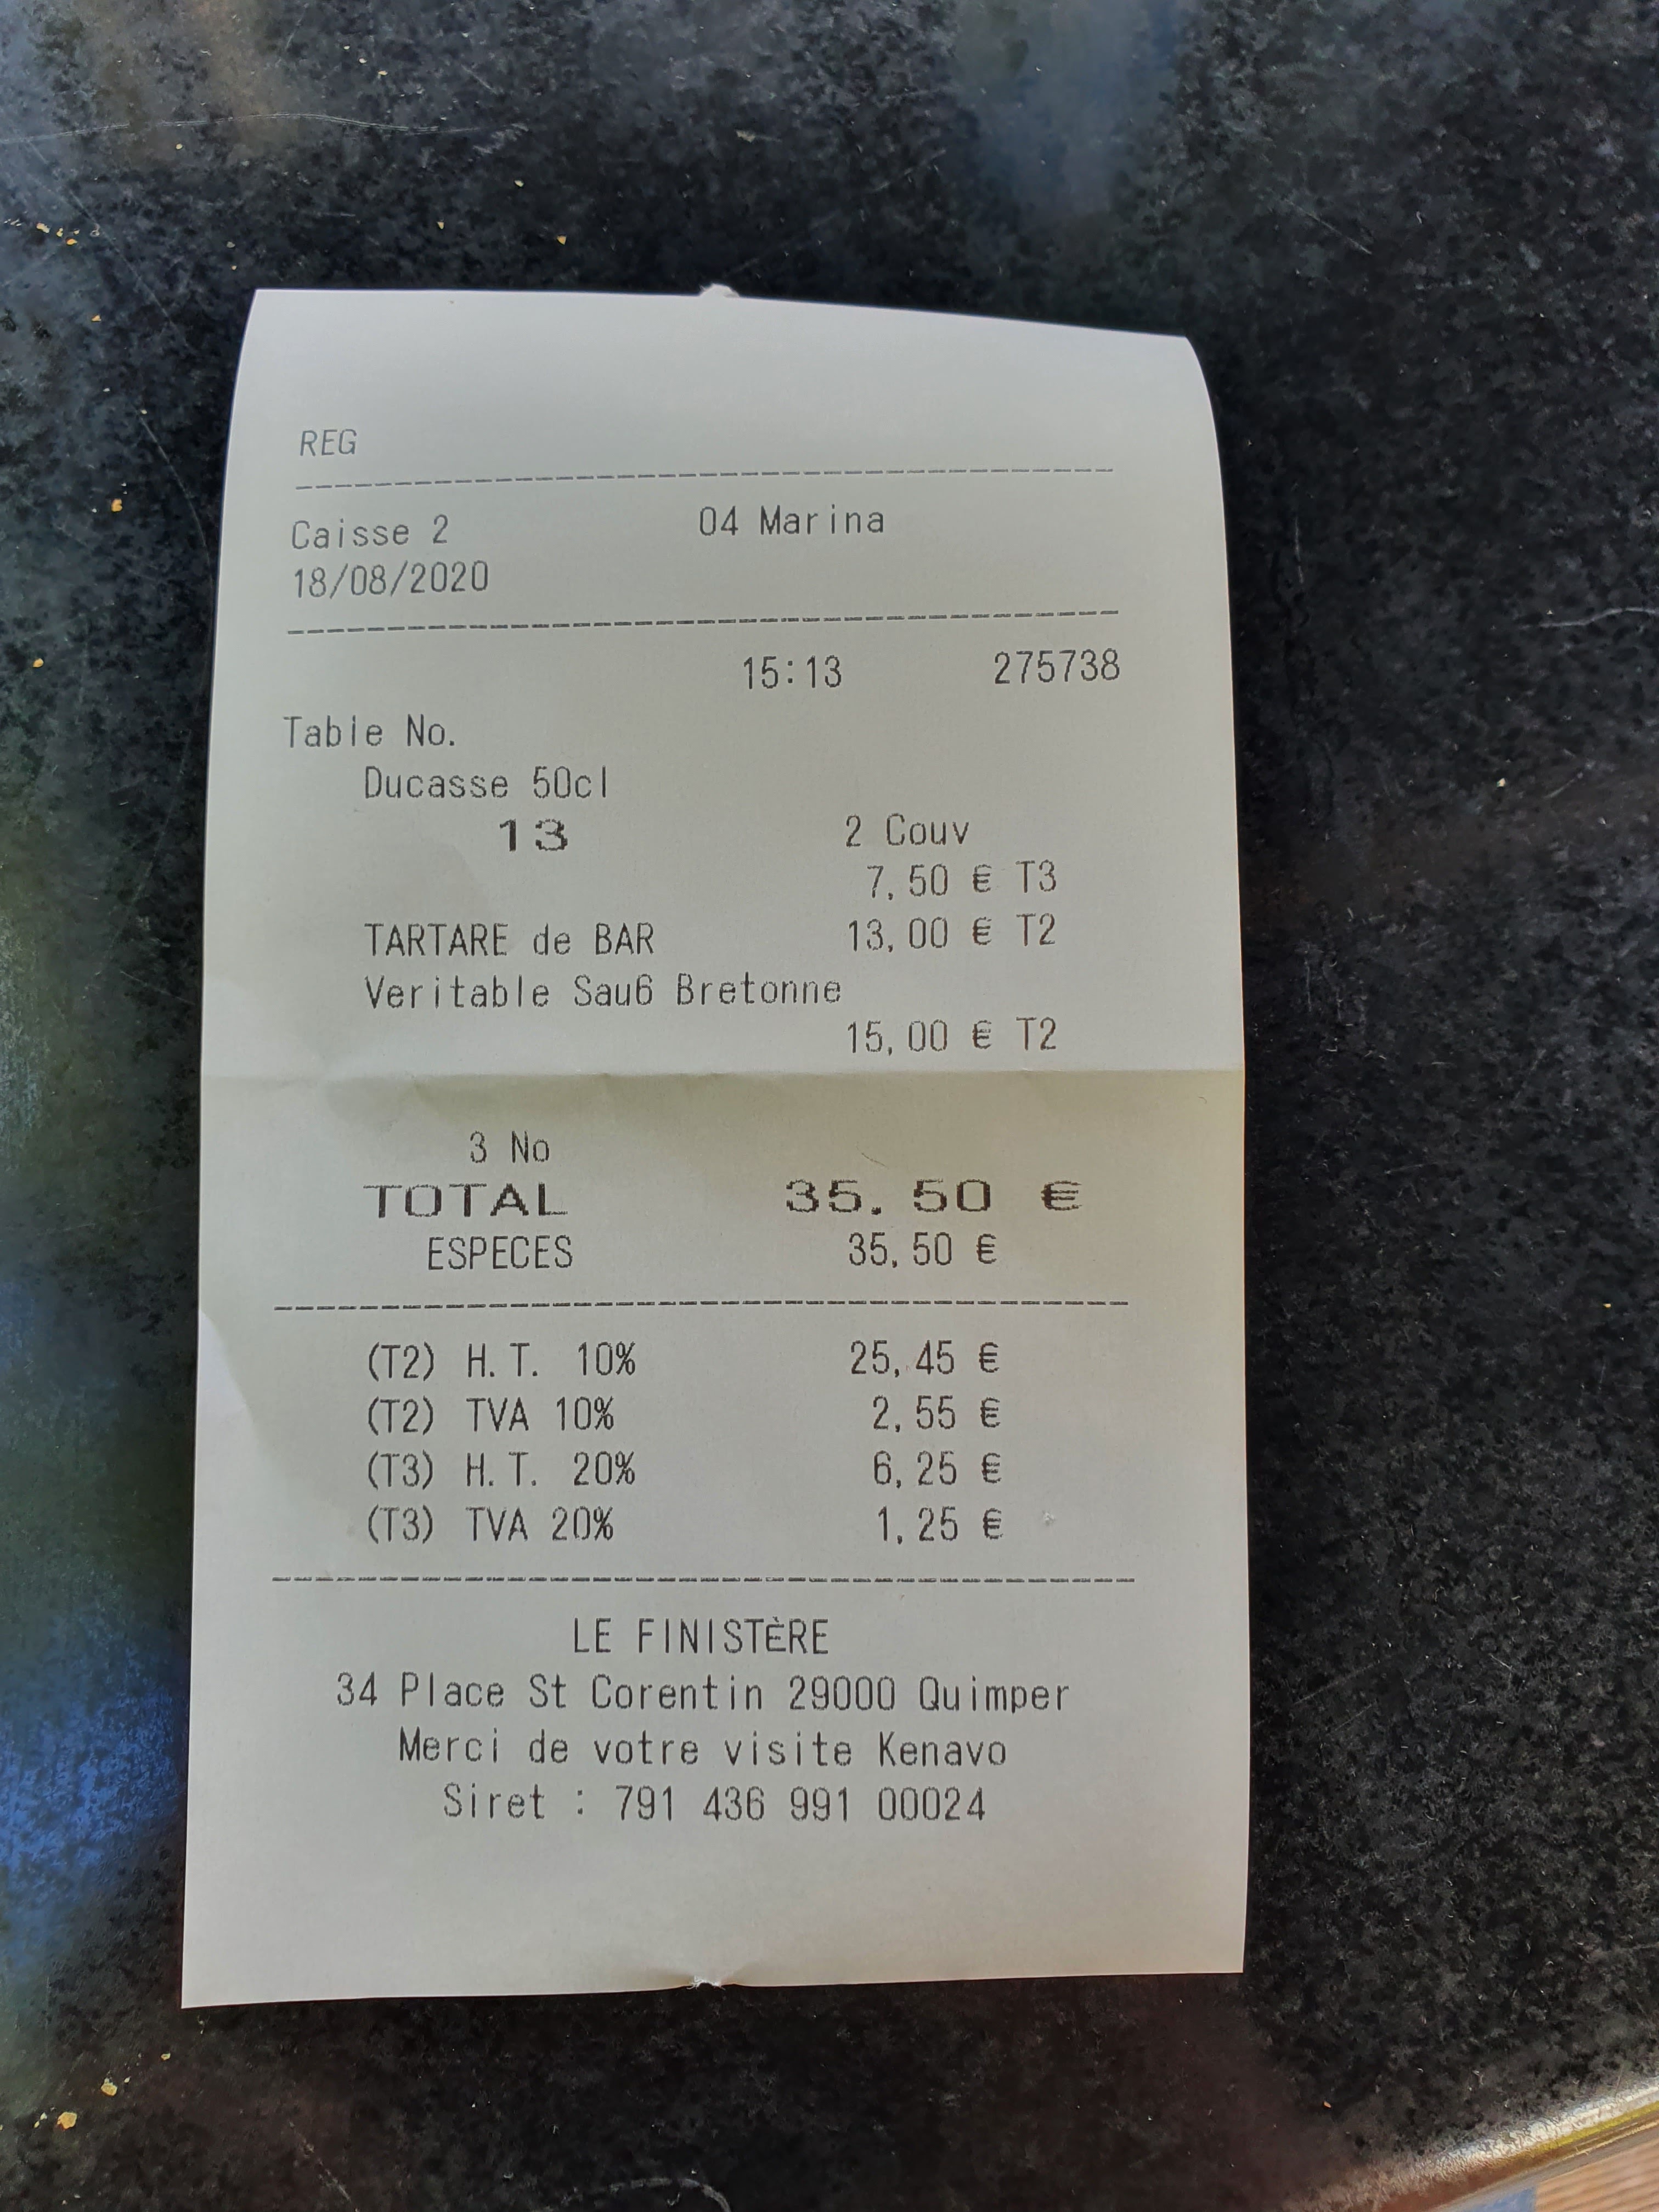 REG
Caisse 2 04 Marina
18/08/2020
15:13 275738
Table No.
Ducasse 50cl
13 2 Couv
7,50 € T3
TARTARE de BAR 13,00 € T2
Veritable Sau6 Bretonne
15,00 € T2
3 No
TOTAL 35.50 €
ESPECES 35,50 €
(T2) H.T. 10% 25,45 €
(T2) TVA 10% 2,55 €
(T3) H.T. 20% 6,25 €
(T3) TVA 20% 1,25 €
LE FINISTÈRE
34 Place St Corentin 29000 Quimper
Merci de votre visite Kenavo
Siret : 791 436 991 00024